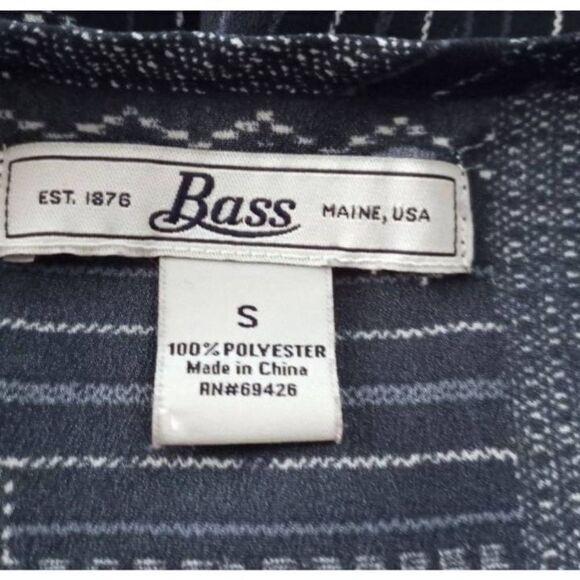 EST. 1876 Bass MAINE, USA
S
100% POLYESTER
Made in China
RN#69426